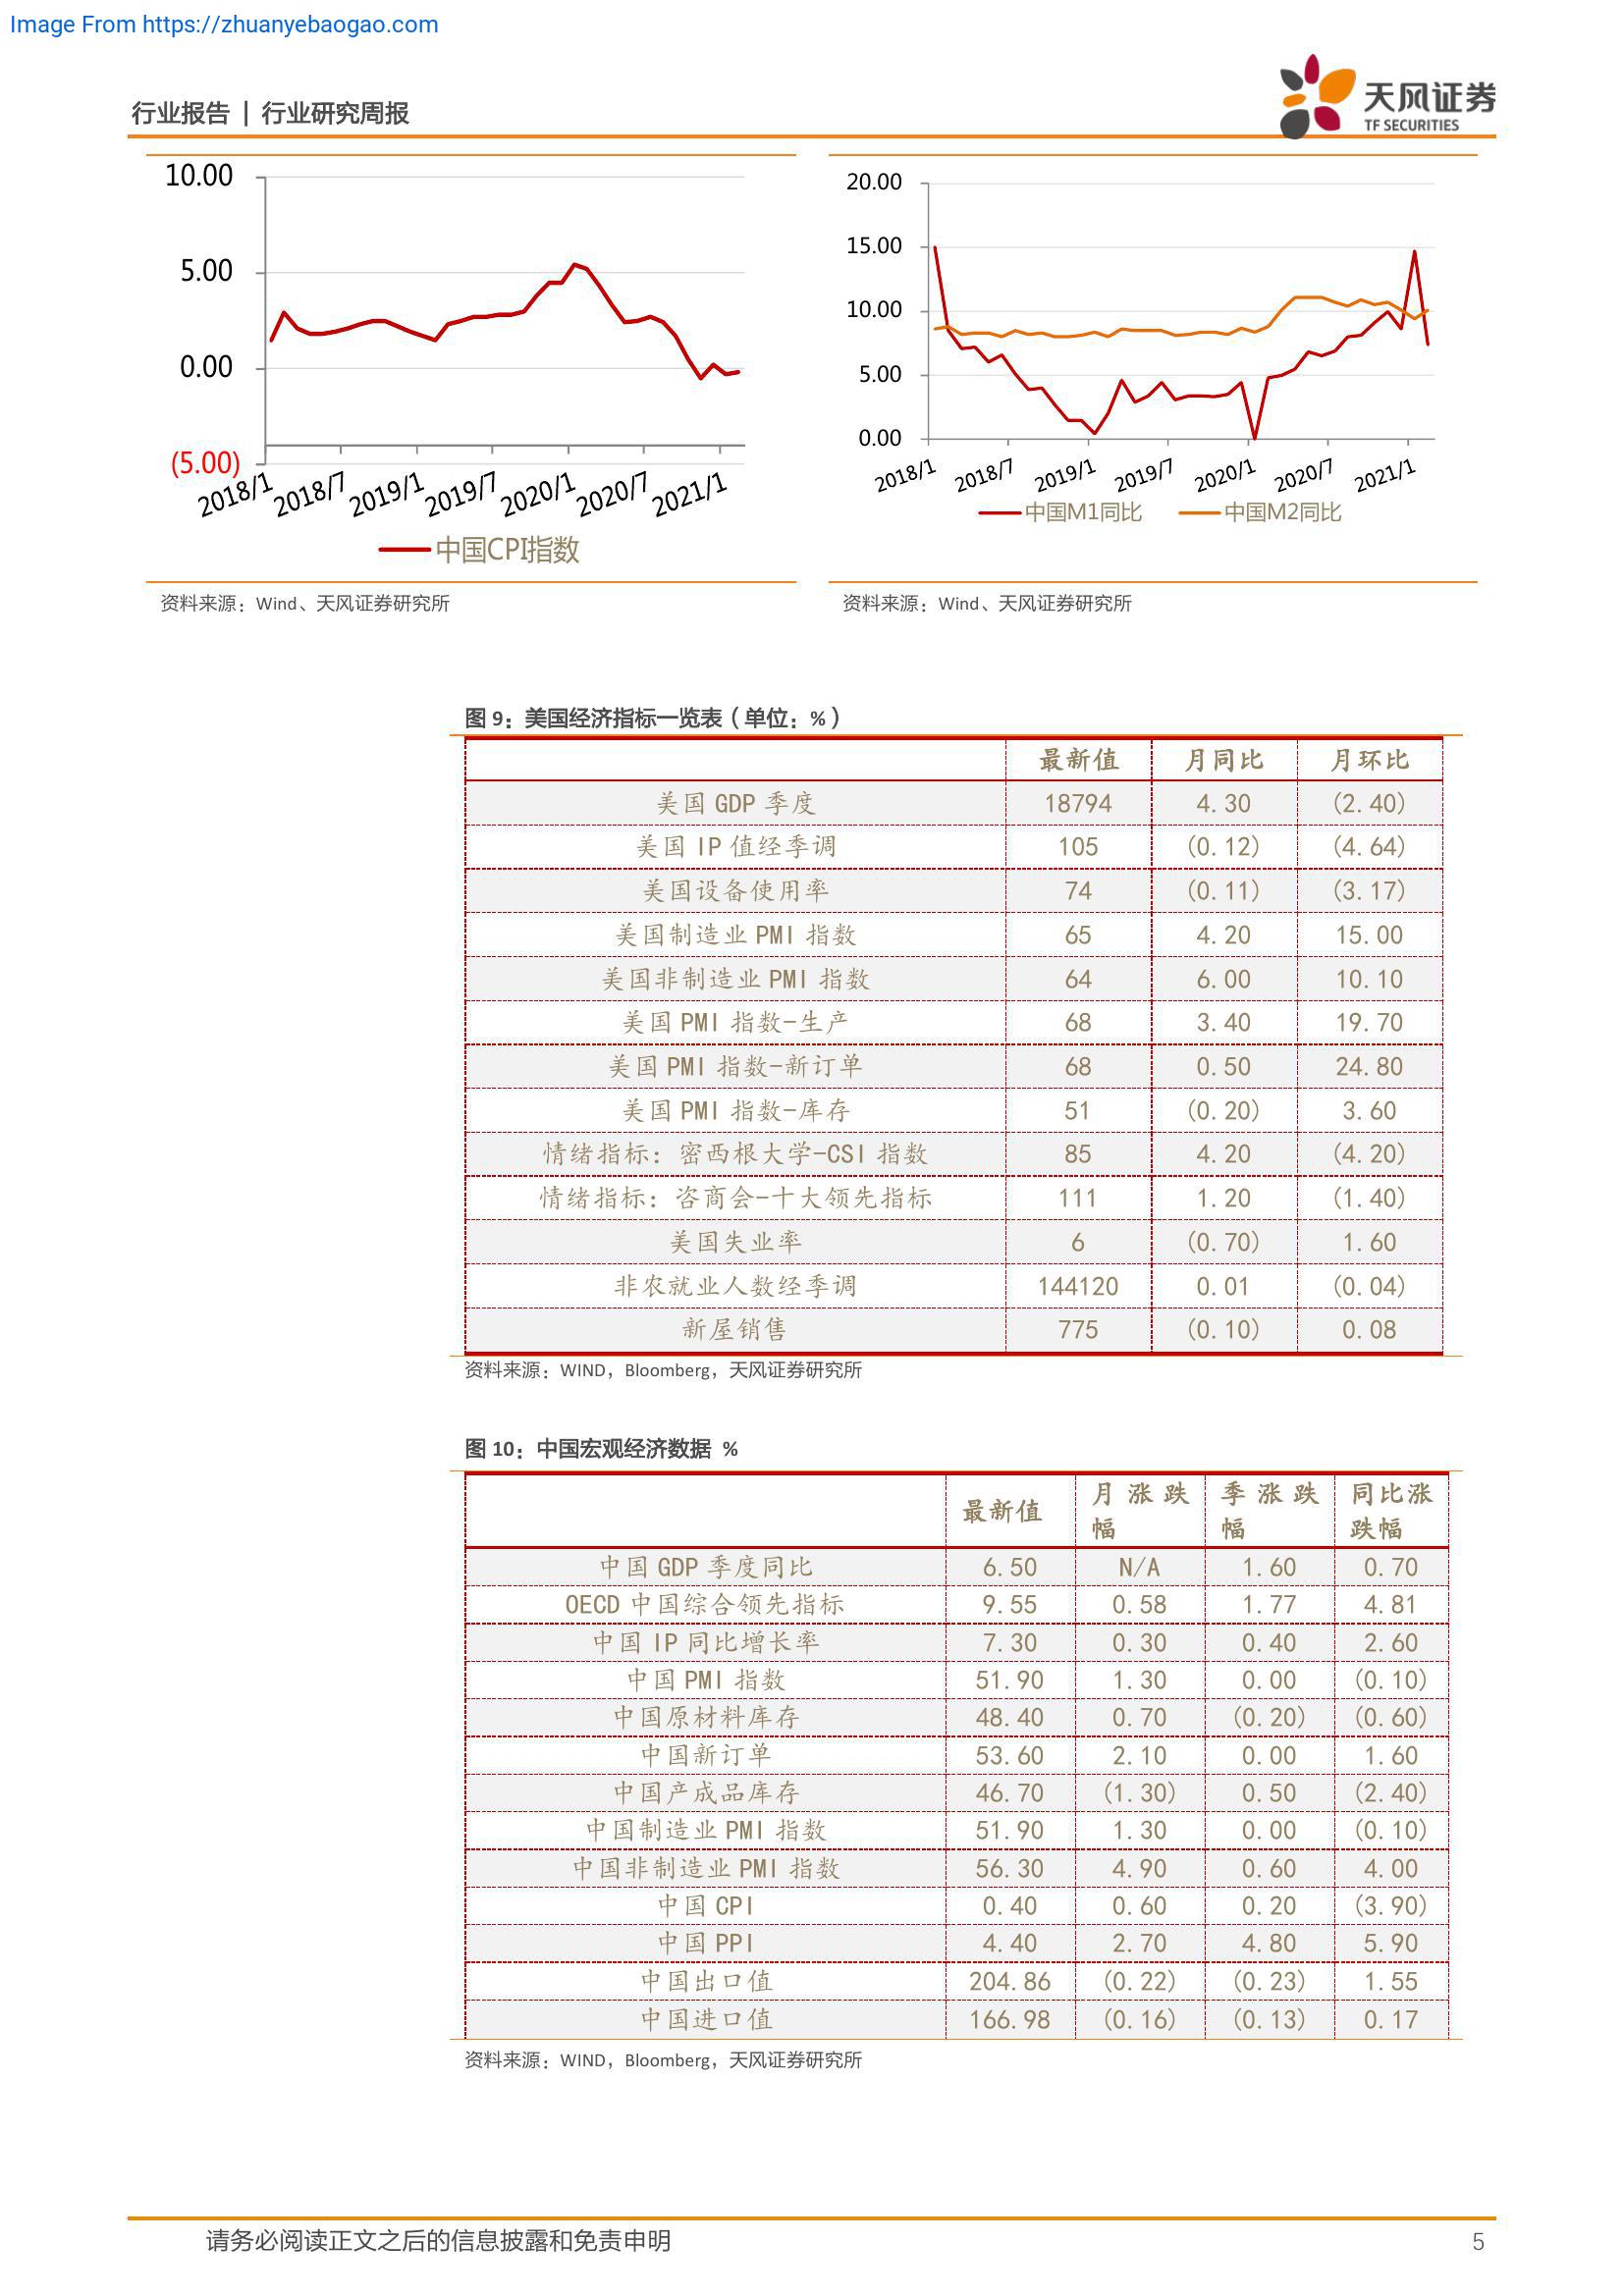 Image From https://zhuanyebaogao.com
行业报告 | 行业研究周报
天风证券
TF SECURITIES
10.00
5.00
0.00
(5.00)
2018/1 2018/7 2019/1 2019/7 2020/1 2020/7 2021/1
中国CPI指数
20.00
15.00
10.00
5.00
0.00
2018/1 2018/7 2019/1 2019/7 2020/1 2020/7 2021/1
中国M1同比 中国M2同比
资料来源：Wind、天风证券研究所
资料来源：Wind、天风证券研究所
图 9：美国经济指标一览表（单位：%）
最新值 月同比 月环比
美国 GDP 季度 18794 4.30 (2.40)
美国 IP 值经季调 105 (0.12) (4.64)
美国设备使用率 74 (0.11) (3.17)
美国制造业 PMI 指数 65 4.20 15.00
美国非制造业 PMI 指数 64 6.00 10.10
美国 PMI 指数-生产 68 3.40 19.70
美国 PMI 指数-新订单 68 0.50 24.80
美国 PMI 指数-库存 51 (0.20) 3.60
情绪指标：密西根大学-CSI 指数 85 4.20 (4.20)
情绪指标：咨商会-十大领先指标 111 1.20 (1.40)
美国失业率 6 (0.70) 1.60
非农就业人数经季调 144120 0.01 (0.04)
新屋销售 775 (0.10) 0.08
资料来源：WIND，Bloomberg，天风证券研究所
图 10：中国宏观经济数据 %
最新值 月涨跌幅 季涨跌幅 同比涨跌幅
中国 GDP 季度同比 6.50 N/A 1.60 0.70
OECD 中国综合领先指标 9.55 0.58 1.77 4.81
中国 IP 同比增长率 7.30 0.30 0.40 2.60
中国 PMI 指数 51.90 1.30 0.00 (0.10)
中国原材料库存 48.40 0.70 (0.20) (0.60)
中国新订单 53.60 2.10 0.00 1.60
中国产成品库存 46.70 (1.30) 0.50 (2.40)
中国制造业 PMI 指数 51.90 1.30 0.00 (0.10)
中国非制造业 PMI 指数 56.30 4.90 0.60 4.00
中国 CPI 0.40 0.60 0.20 (3.90)
中国 PPI 4.40 2.70 4.80 5.90
中国出口值 204.86 (0.22) (0.23) 1.55
中国进口值 166.98 (0.16) (0.13) 0.17
资料来源：WIND，Bloomberg，天风证券研究所
请务必阅读正文之后的信息披露和免责申明 5